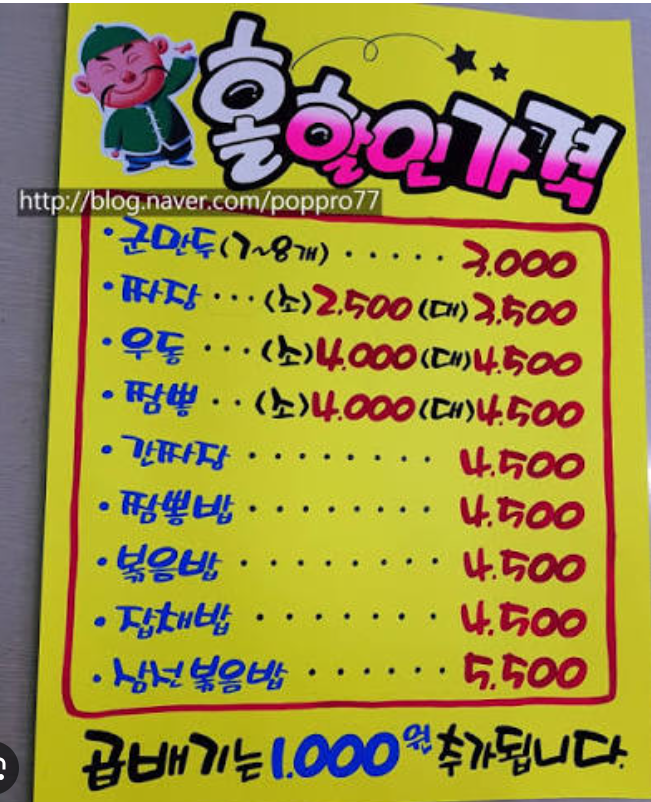 홀할인가격
http://blog.naver.com/poppro77
·군만두(7~8개)·····3.000
·짜장···(소)2.500(대)3.500
·우동···(소)4.000(대)4.500
·짬뽕··(소)4.000(대)4.500
·간짜장········4.500
·짬뽕밥········4.500
·볶음밥········4.500
·잡채밥·······4.500
·삼선볶음밥······5.500
곱배기는1.000원추가됩니다.